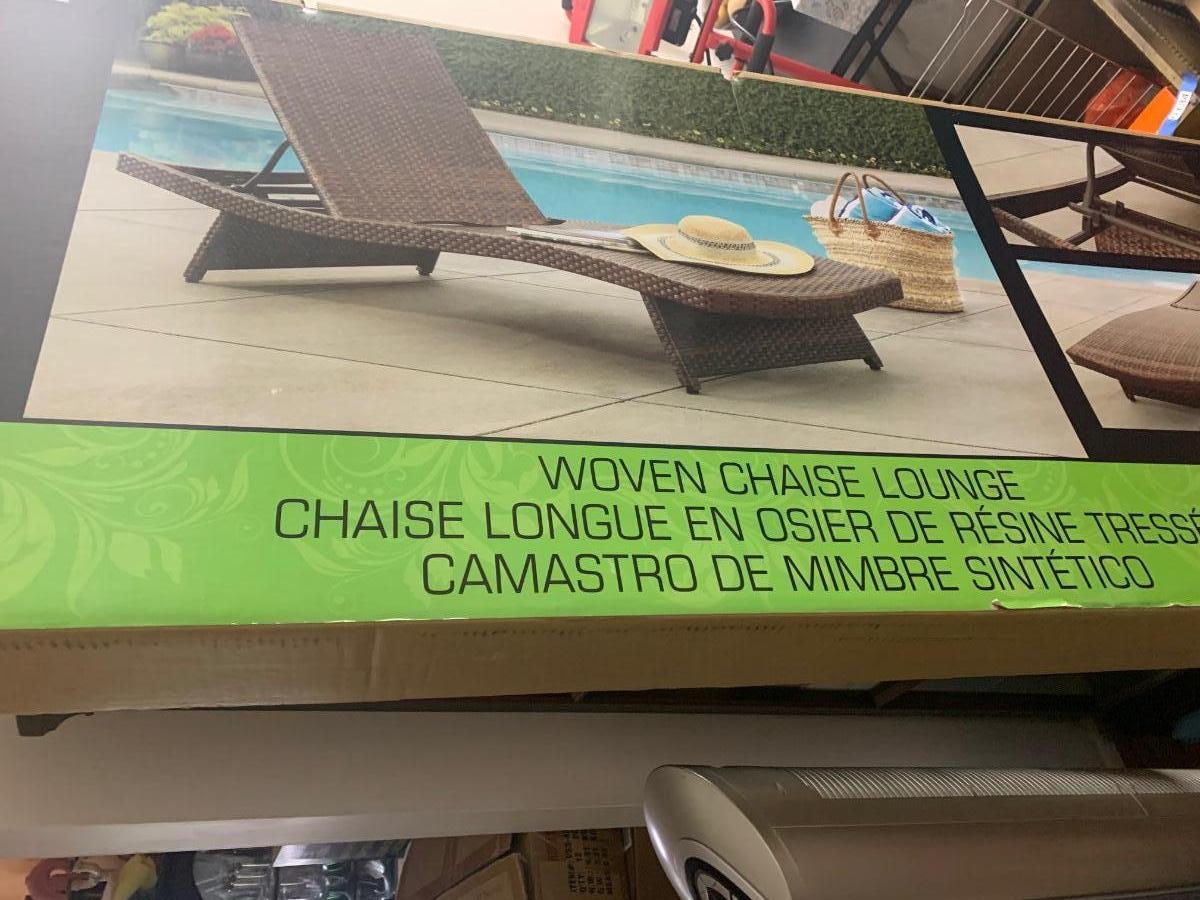 WOVEN CHAISE LOUNGE
CHAISE LONGUE EN OSIER DE RÉSINE TRESSÉ
CAMASTRO DE MIMBRE SINTÉTICO